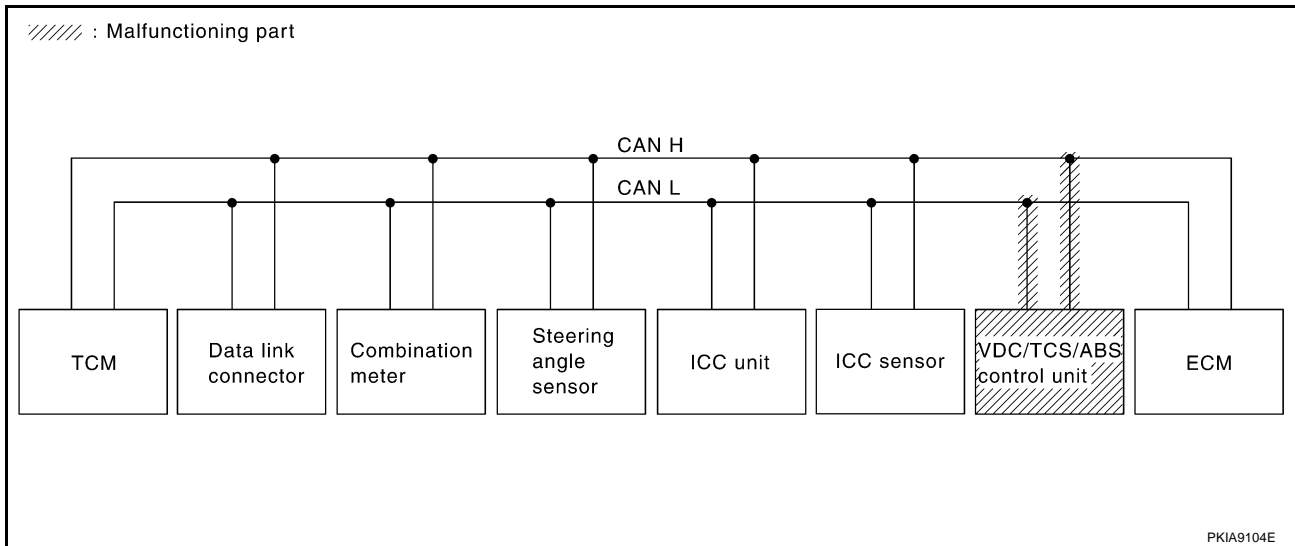 : Malfunctioning part
CAN H
CAN L
TCM
Data link
connector
Combination
meter
Steering
angle
sensor
ICC unit
ICC sensor
VDC/TCS/ABS
control unit
ECM
PKIA9104E